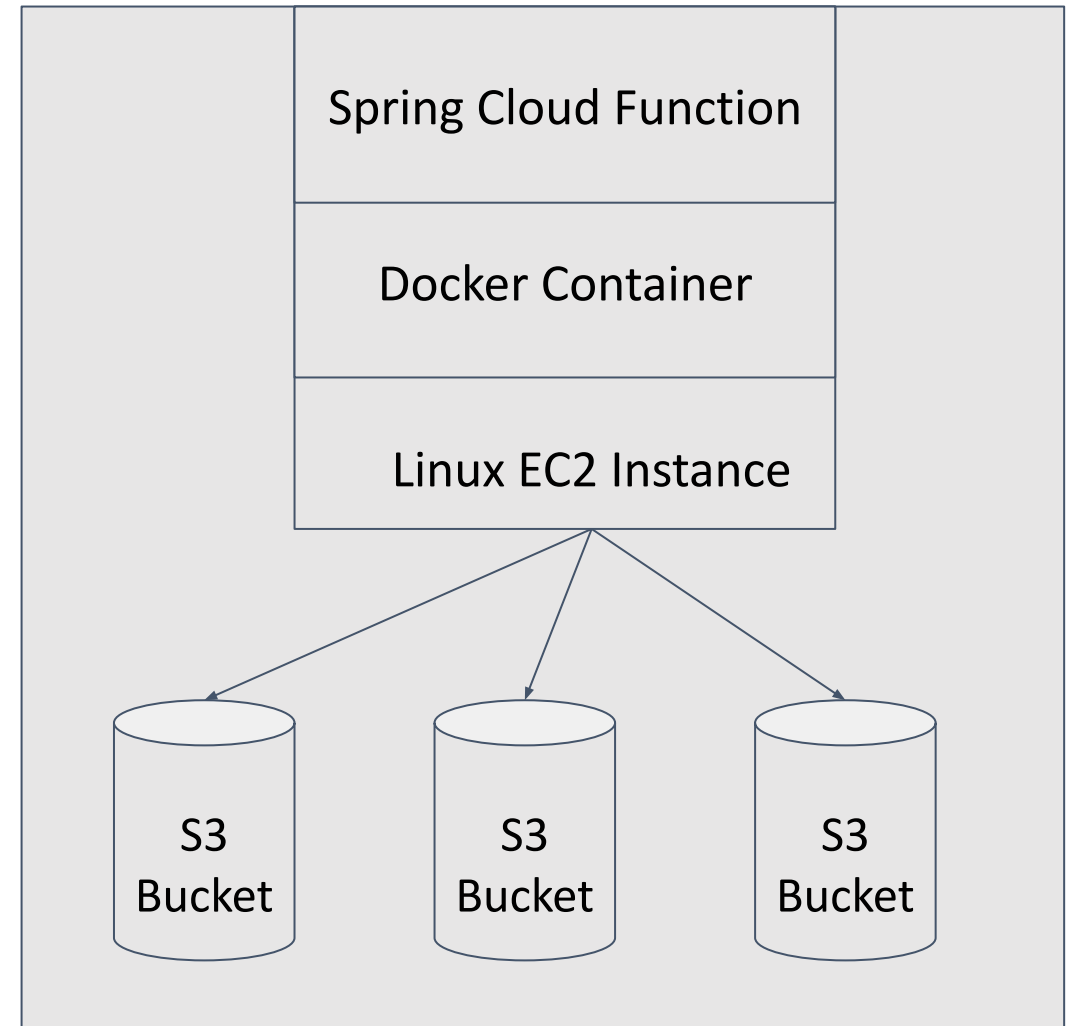 Spring Cloud Function
Docker Container
Linux EC2 Instance
S3
Bucket
S3
Bucket
S3
Bucket